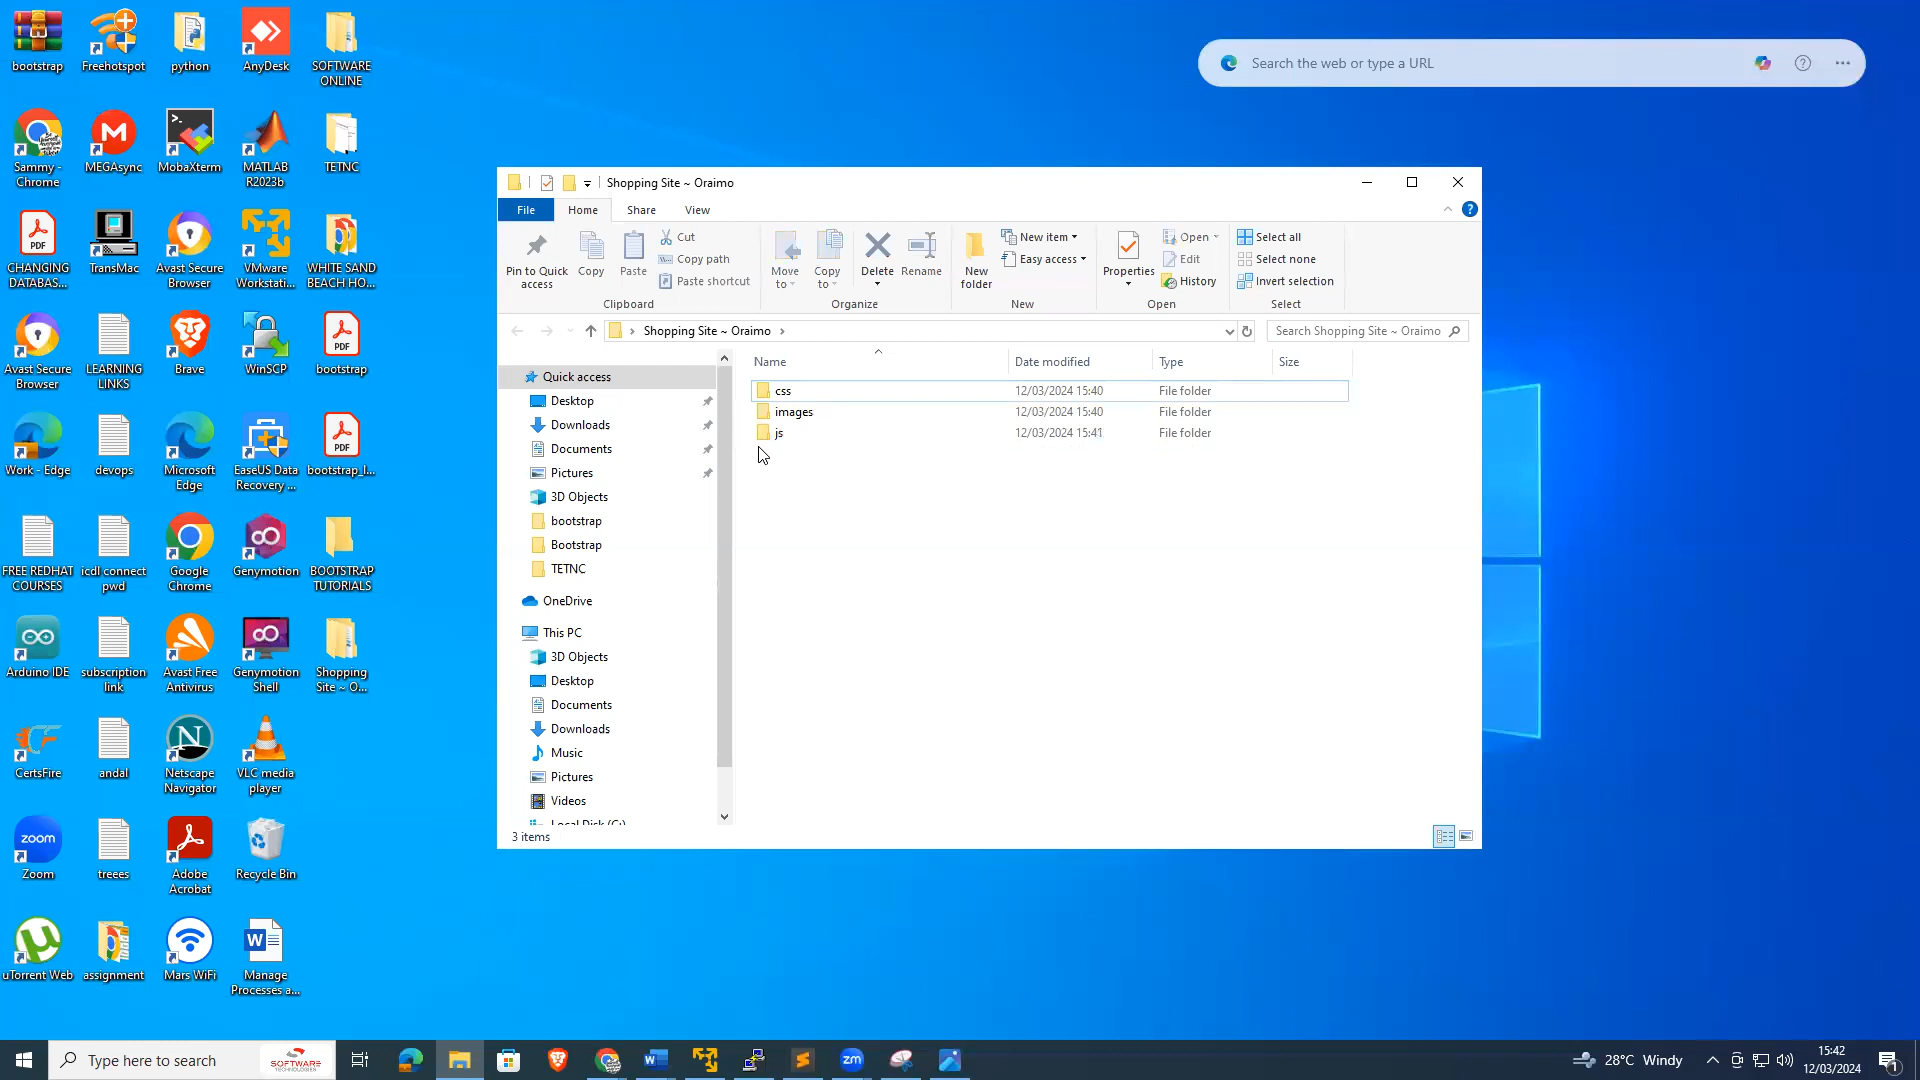 bootstrap
Freehotspot
python
AnyDesk
SOFTWARE
ONLINE
Sammy -
Chrome
MEGAsync
MobaXterm
MATLAB
R2023b
TETNC
CHANGING
DATABAS...
TransMac
Avast Secure
Browser
VMware
Workstati...
WHITE SAND
BEACH HO...
Avast Secure
Browser
LEARNING
LINKS
Brave
WinSCP
bootstrap
Work - Edge
devops
Microsoft
Edge
EaseUS Data
Recovery ...
bootstrap_l...
FREE REDHAT
COURSES
icdl connect
pwd
Google
Chrome
Genymotion
BOOTSTRAP
TUTORIALS
Arduino IDE
subscription
link
Avast Free
Antivirus
Genymotion
Shell
Shopping
Site ~ O...
CertsFire
andal
Netscape
Navigator
VLC media
player
Zoom
treees
Adobe
Acrobat
Recycle Bin
uTorrent Web
assignment
Mars WiFi
Manage
Processes a...
Search the web or type a URL
Shopping Site ~ Oraimo
File
Home
Share
View
Pin to Quick
access
Copy
Paste
Cut
Copy path
Paste shortcut
Clipboard
Move
to
Copy
to
Delete
Rename
Organize
New
folder
New item
Easy access
New
Properties
Open
Edit
History
Open
Select all
Select none
Invert selection
Select
Shopping Site ~ Oraimo
Search Shopping Site ~ Oraimo
Quick access
Desktop
Downloads
Documents
Pictures
3D Objects
bootstrap
Bootstrap
TETNC
OneDrive
This PC
3D Objects
Desktop
Documents
Downloads
Music
Pictures
Videos
Local Disk (C:)
Name Date modified Type Size
css 12/03/2024 15:40 File folder
images 12/03/2024 15:40 File folder
js 12/03/2024 15:41 File folder
3 items
Type here to search
SOFTWARE
28°C Windy
15:42
12/03/2024